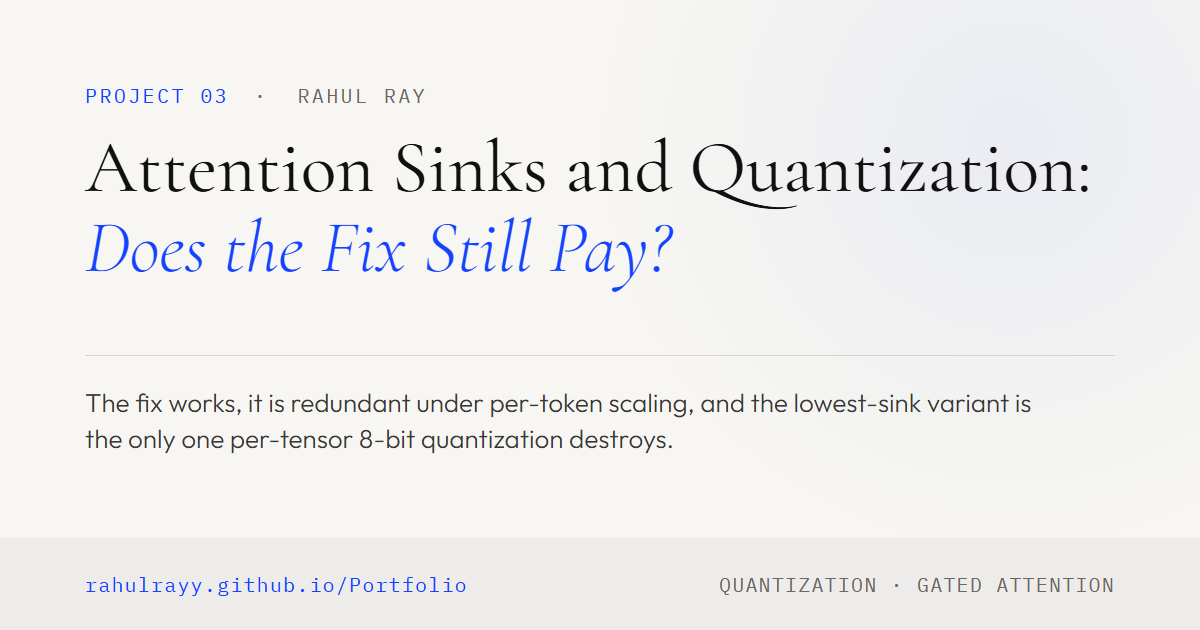 PROJECT 03 · RAHUL RAY
Attention Sinks and Quantization:
Does the Fix Still Pay?
The fix works, it is redundant under per-token scaling, and the lowest-sink variant is
the only one per-tensor 8-bit quantization destroys.
rahulrayy.github.io/Portfolio
QUANTIZATION · GATED ATTENTION